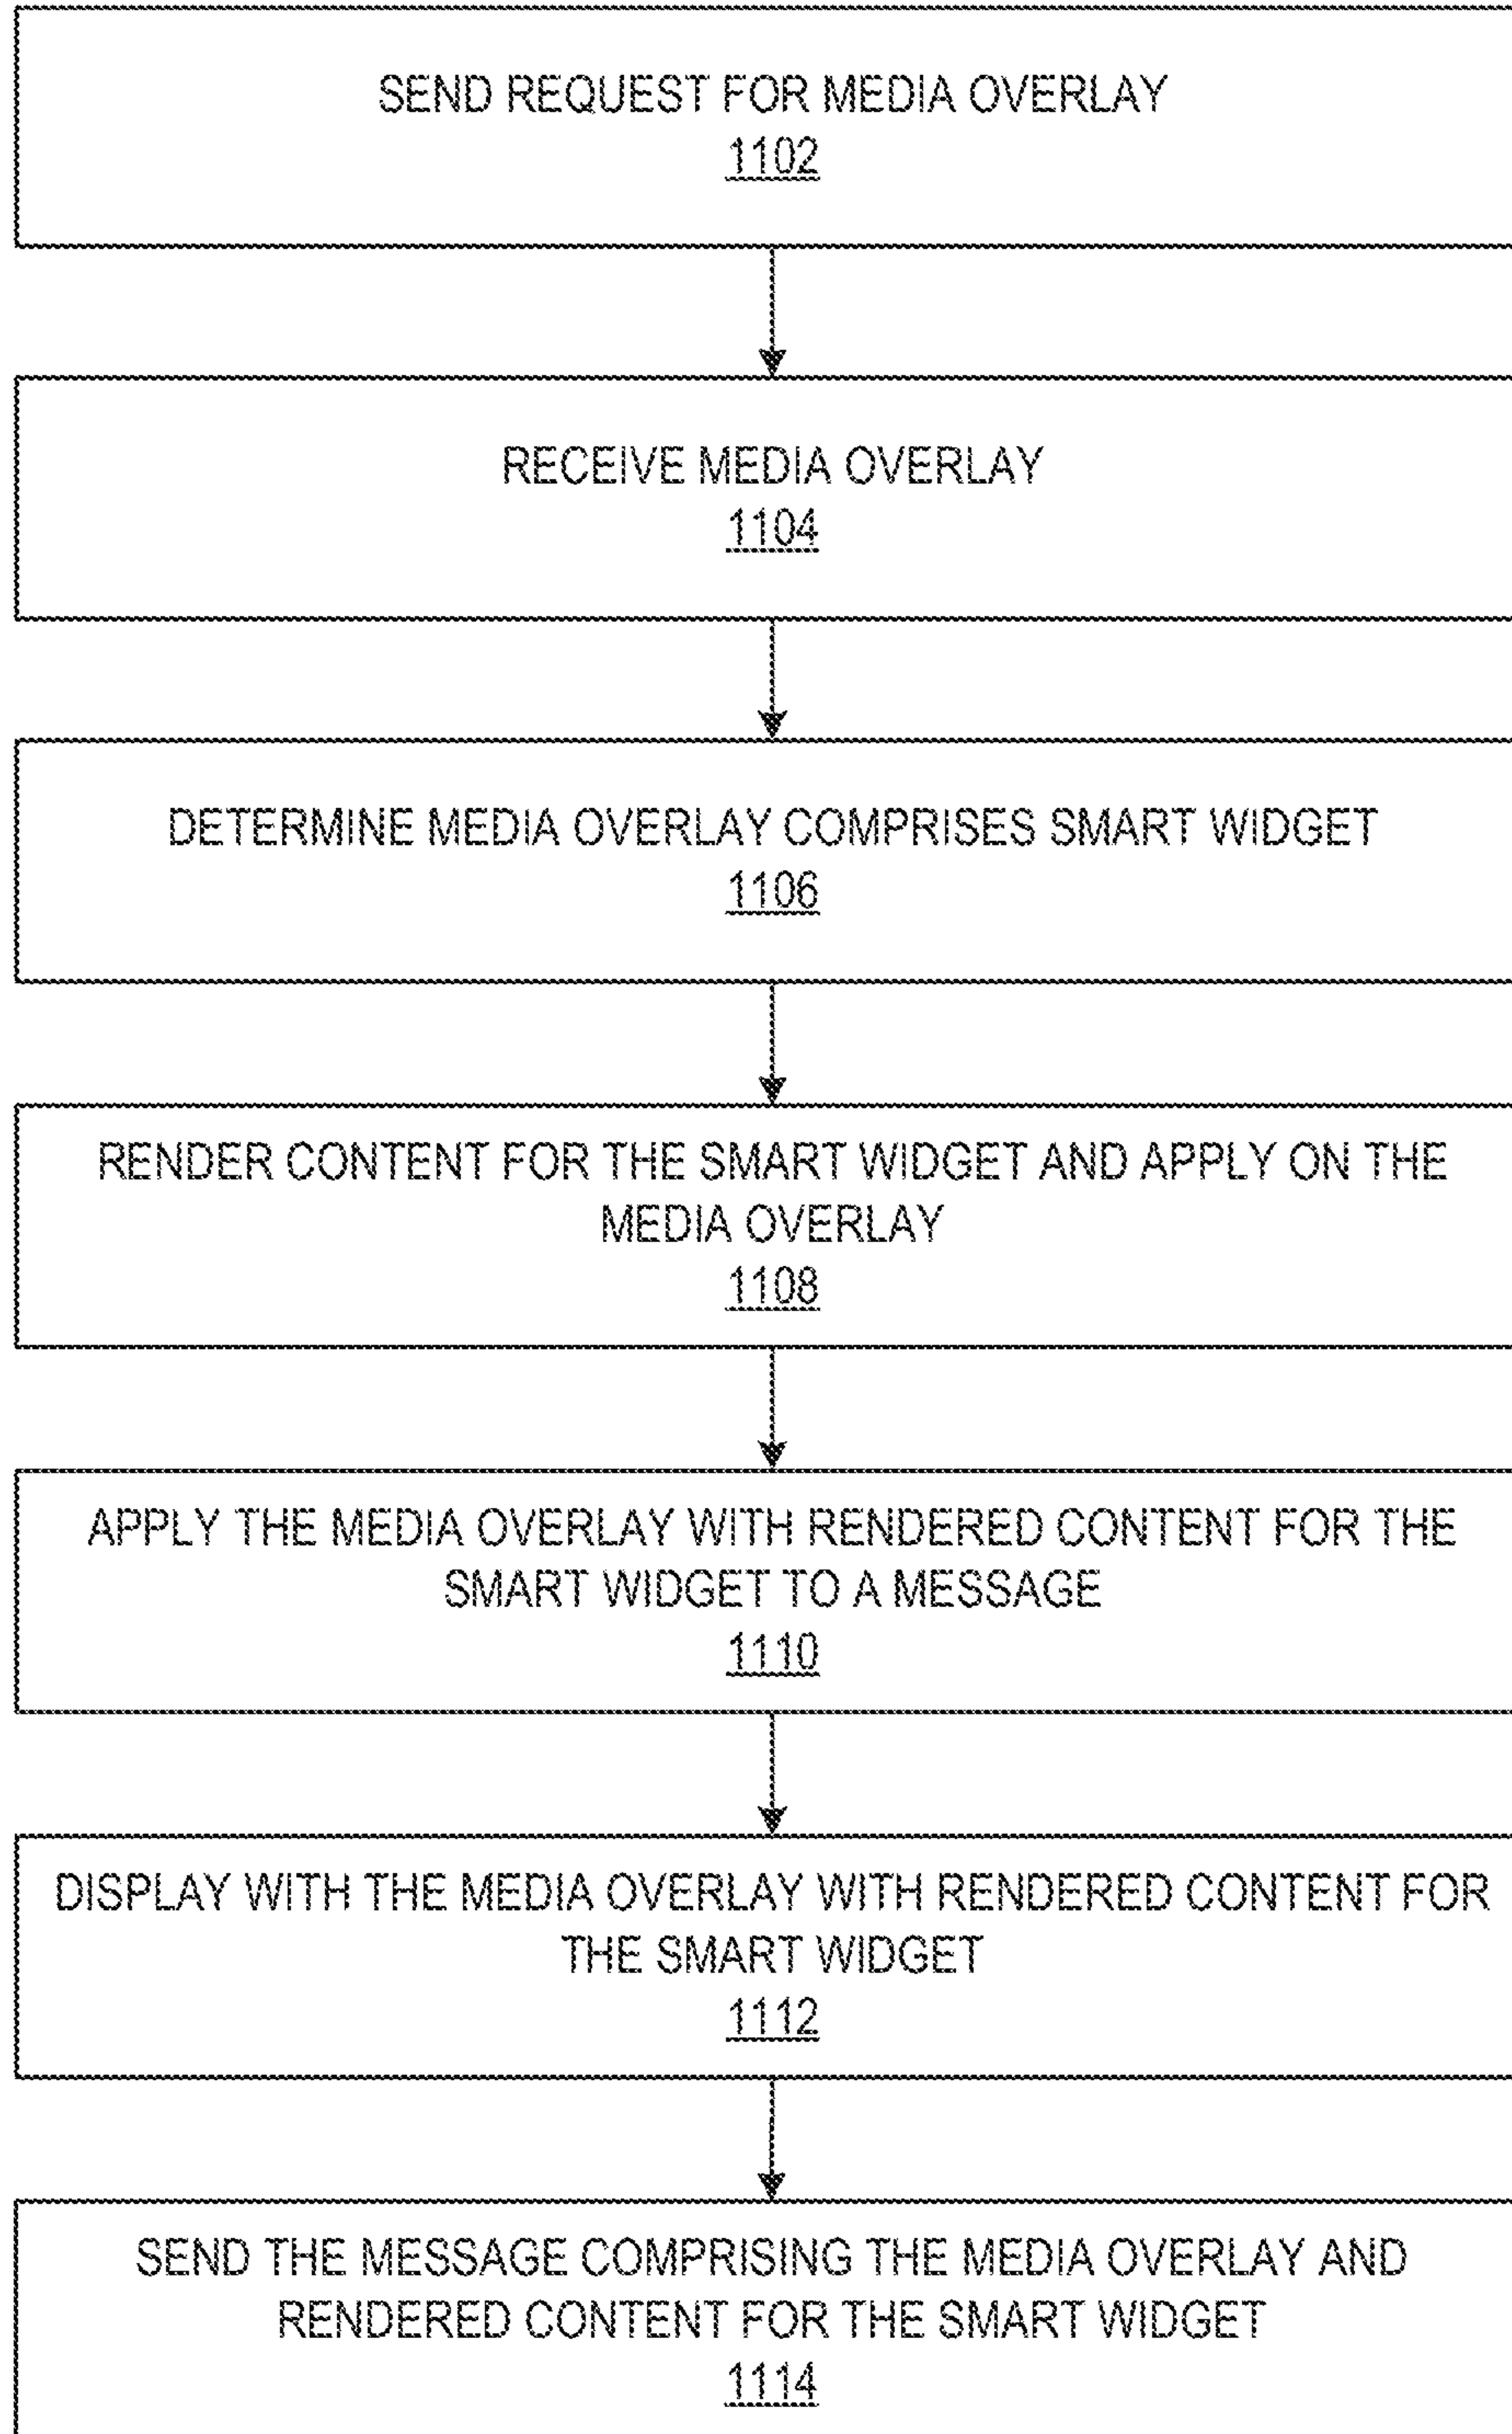 SEND REQUEST FOR MEDIA OVERLAY
1102
RECEIVE MEDIA OVERLAY
1104
DETERMINE MEDIA OVERLAY COMPRISES SMART WIDGET
1106
RENDER CONTENT FOR THE SMART WIDGET AND APPLY ON THE
MEDIA OVERLAY
1108
APPLY THE MEDIA OVERLAY WITH RENDERED CONTENT FOR THE
SMART WIDGET TO A MESSAGE
1110
DISPLAY WITH THE MEDIA OVERLAY WITH RENDERED CONTENT FOR
THE SMART WIDGET
1112
SEND THE MESSAGE COMPRISING THE MEDIA OVERLAY AND
RENDERED CONTENT FOR THE SMART WIDGET
1114